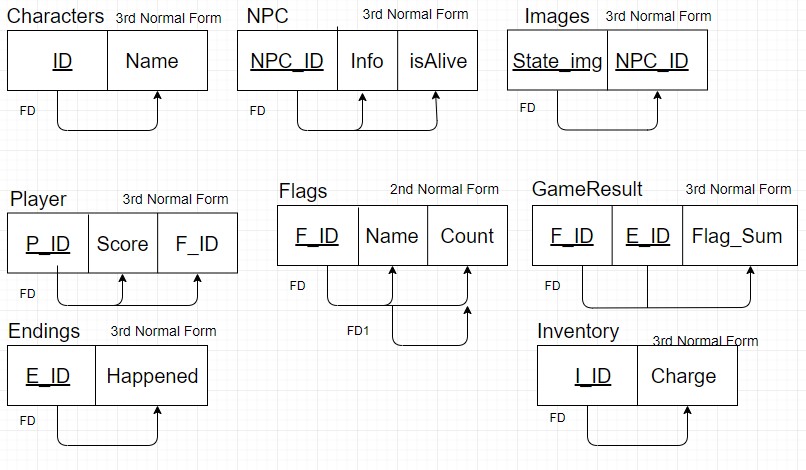 Characters 3rd Normal Form
ID Name
FD
NPC 3rd Normal Form
NPC_ID Info isAlive
FD
Images 3rd Normal Form
State_img NPC_ID
FD
Player 3rd Normal Form
P_ID Score F_ID
FD
Flags 2nd Normal Form
F_ID Name Count
FD
FD1
GameResult 3rd Normal Form
F_ID E_ID Flag_Sum
FD
Endings 3rd Normal Form
E_ID Happened
FD
Inventory 3rd Normal Form
I_ID Charge
FD